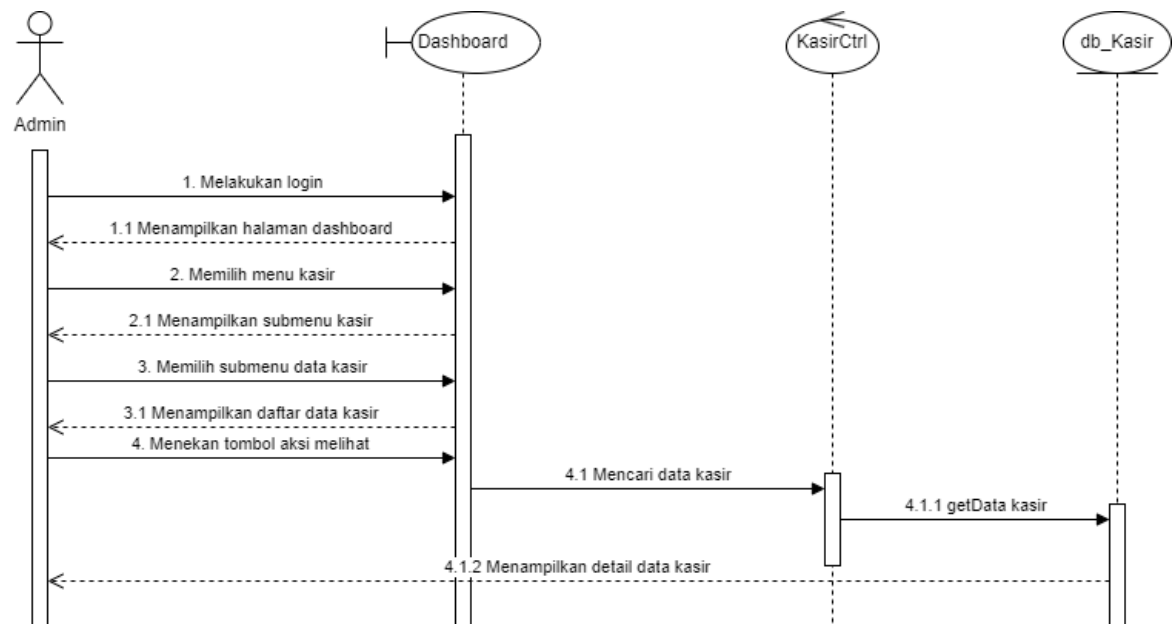 Dashboard
KasirCtrl
db_Kasir
Admin
1. Melakukan login
1.1 Menampilkan halaman dashboard
2. Memilih menu kasir
2.1 Menampilkan submenu kasir
3. Memilih submenu data kasir
3.1 Menampilkan daftar data kasir
4. Menekan tombol aksi melihat
4.1 Mencari data kasir
4.1.1 getData kasir
4.1.2 Menampilkan detail data kasir